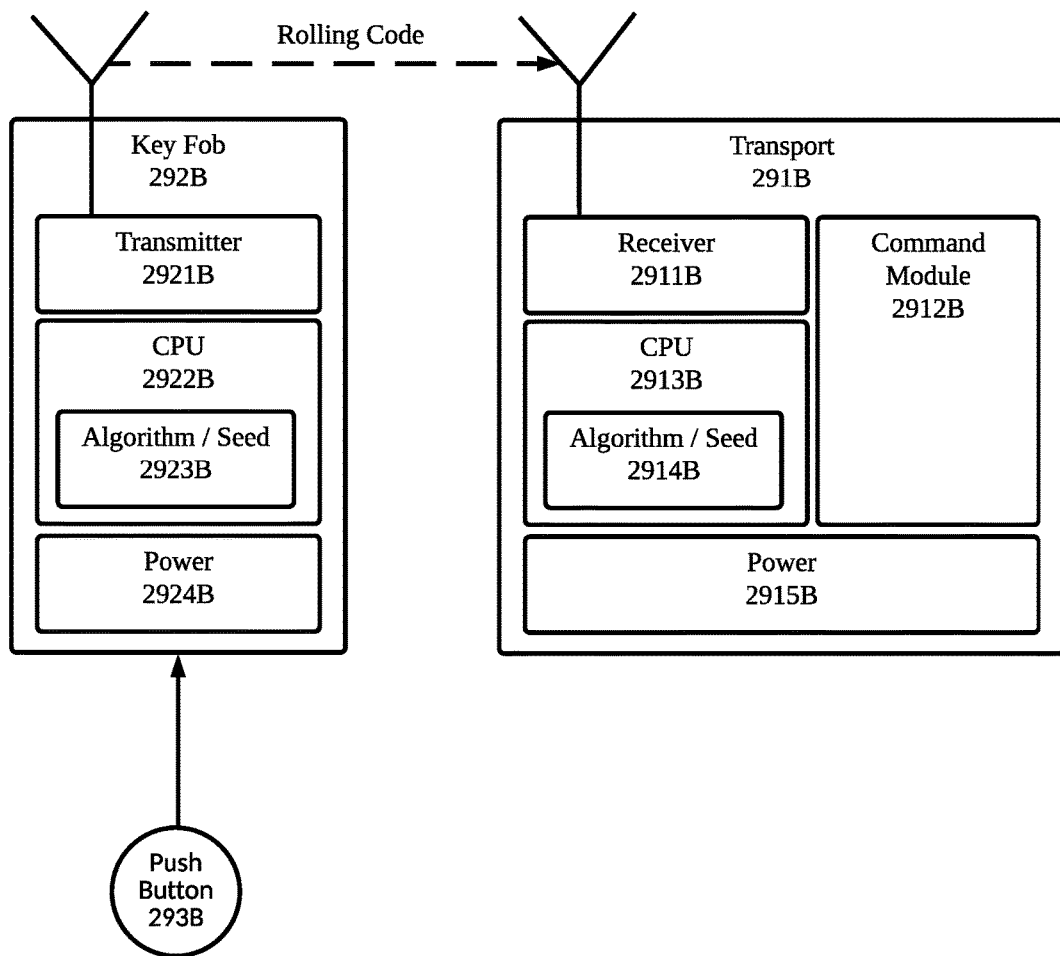 Rolling Code
Key Fob
292B
Transmitter
2921B
CPU
2922B
Algorithm / Seed
2923B
Power
2924B
Transport
291B
Receiver
2911B
Command
Module
2912B
CPU
2913B
Algorithm / Seed
2914B
Power
2915B
Push
Button
293B